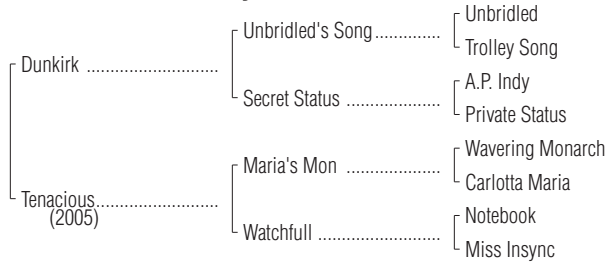 Unbridled
Unbridled's Song..............
Trolley Song
Dunkirk ...........................
A.P. Indy
Secret Status ...................
Private Status
Wavering Monarch
Maria's Mon ....................
Carlotta Maria
Tenacious.........................
(2005)
Notebook
Watchfull .........................
Miss Insync